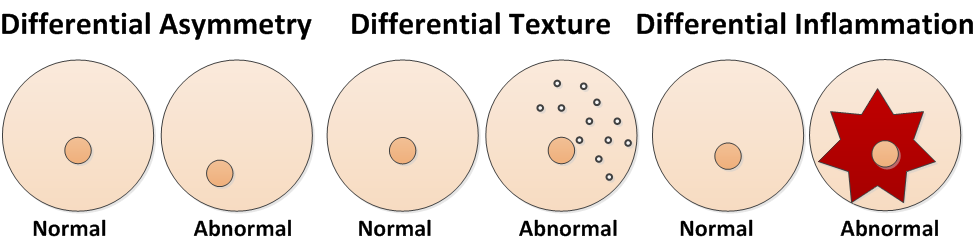 Differential Asymmetry Differential Texture Differential Inflammation
Normal Abnormal Normal Abnormal Normal Abnormal